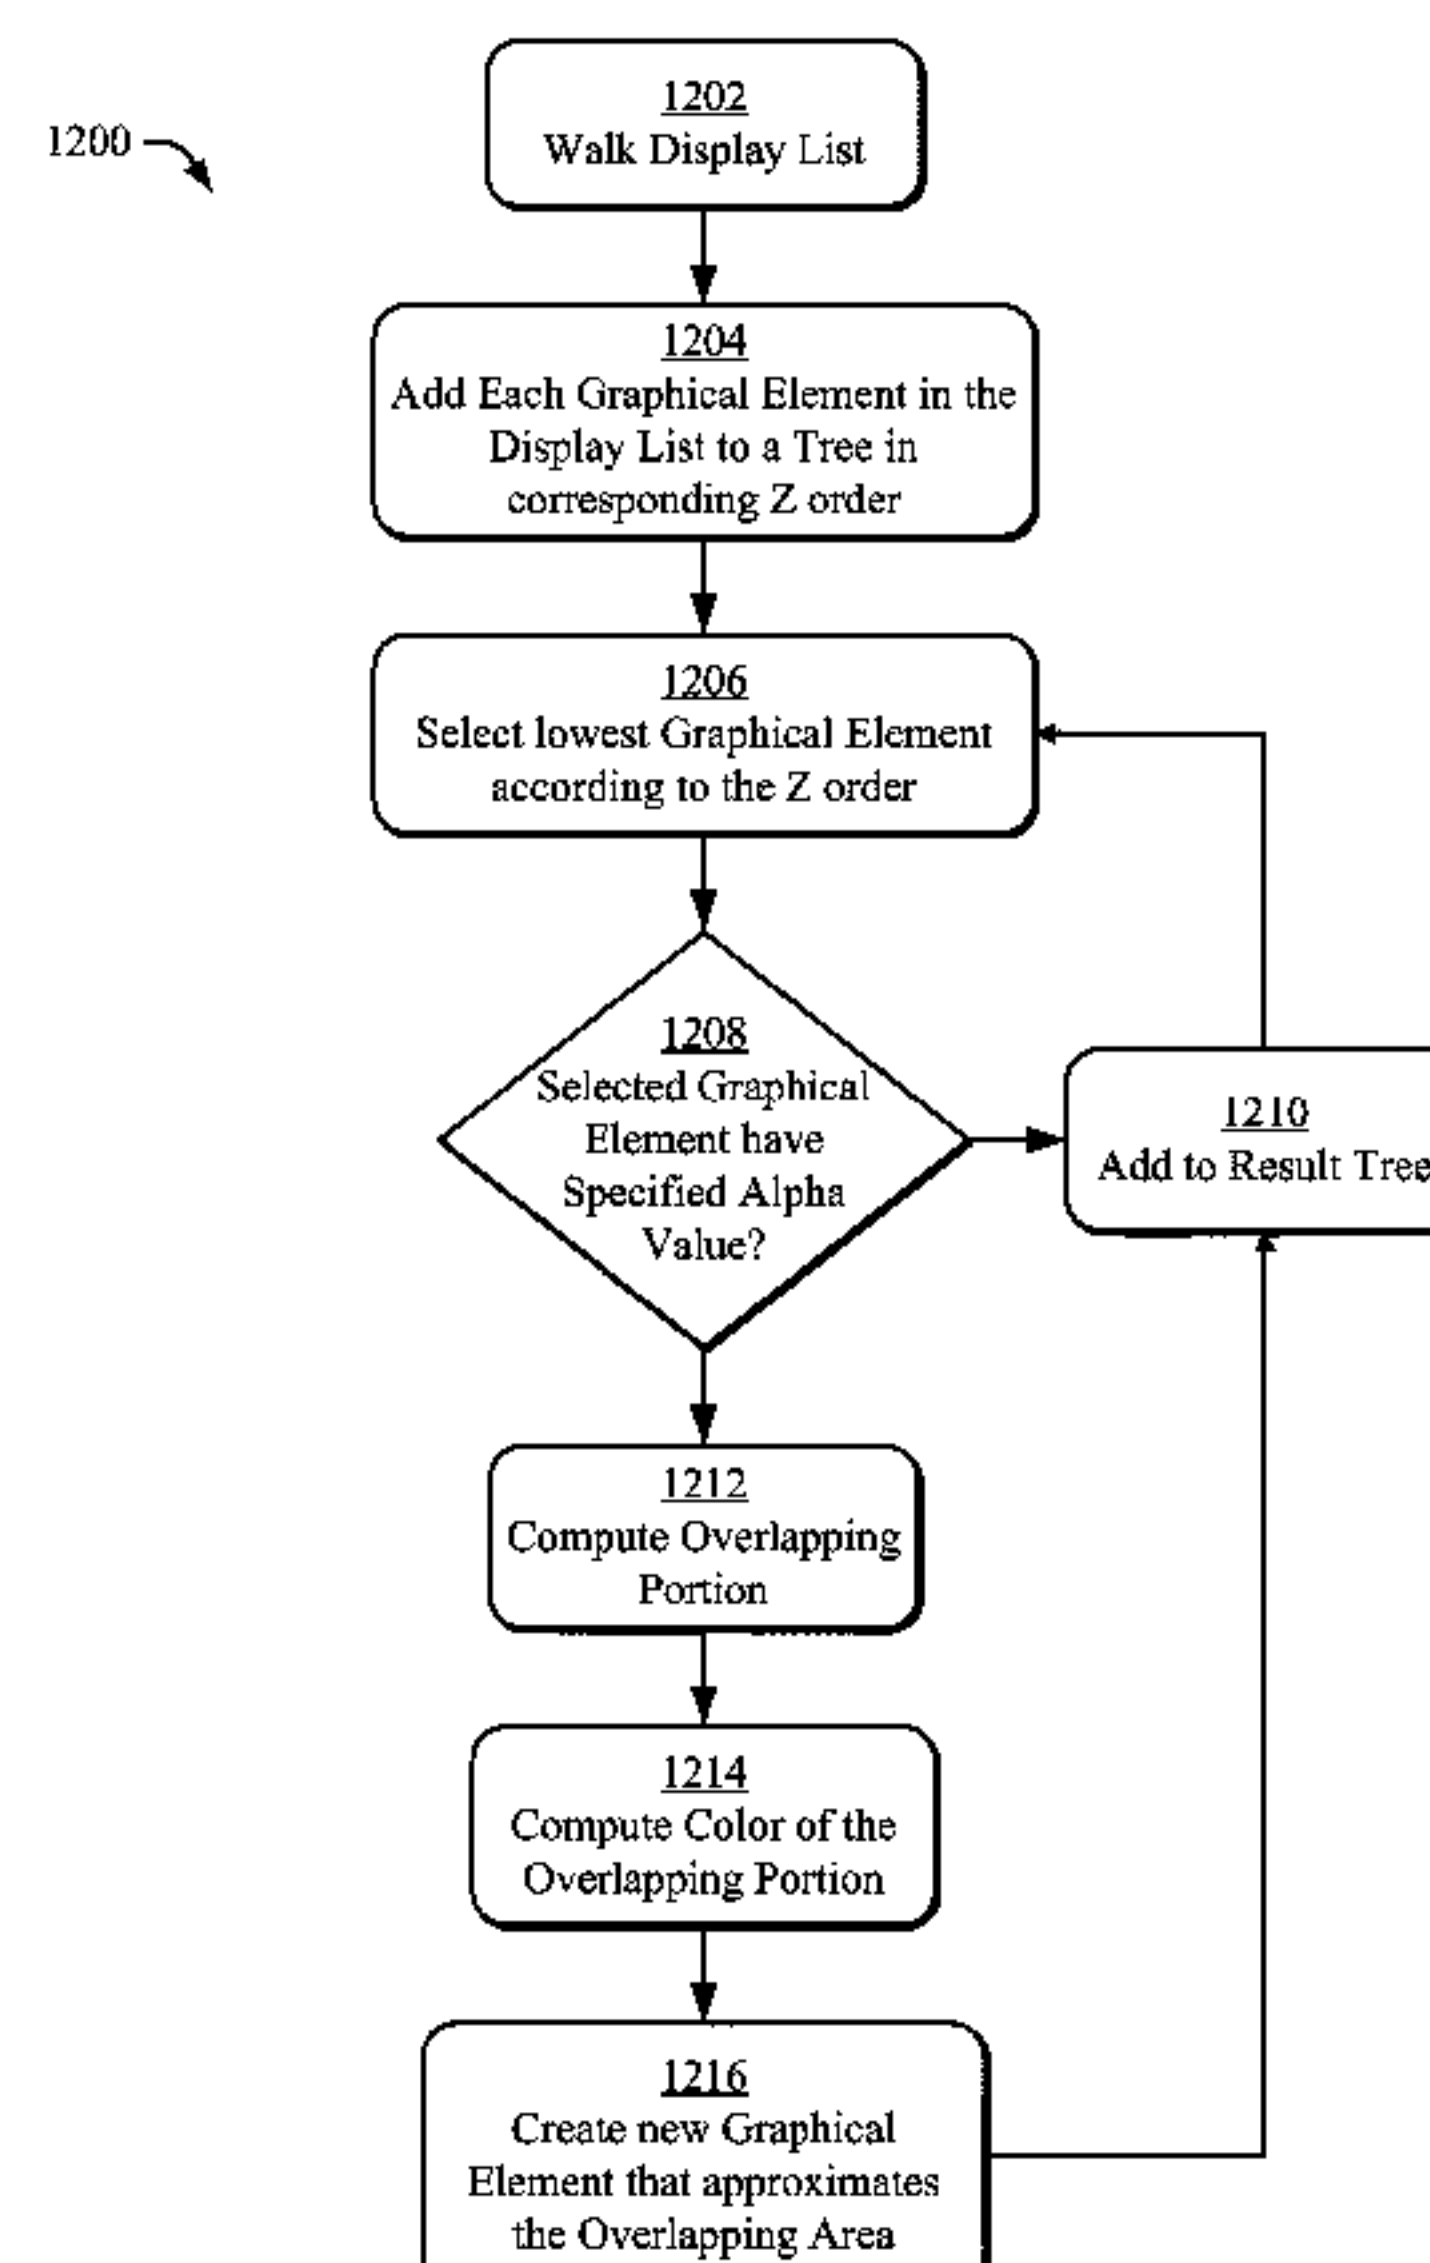 1200
1202
Walk Display List
1204
Add Each Graphical Element in the
Display List to a Tree in
corresponding Z order
1206
Select lowest Graphical Element
according to the Z order
1208
Selected Graphical
Element have
Specified Alpha
Value?
1210
Add to Result Tree
1212
Compute Overlapping
Portion
1214
Compute Color of the
Overlapping Portion
1216
Create new Graphical
Element that approximates
the Overlapping Area